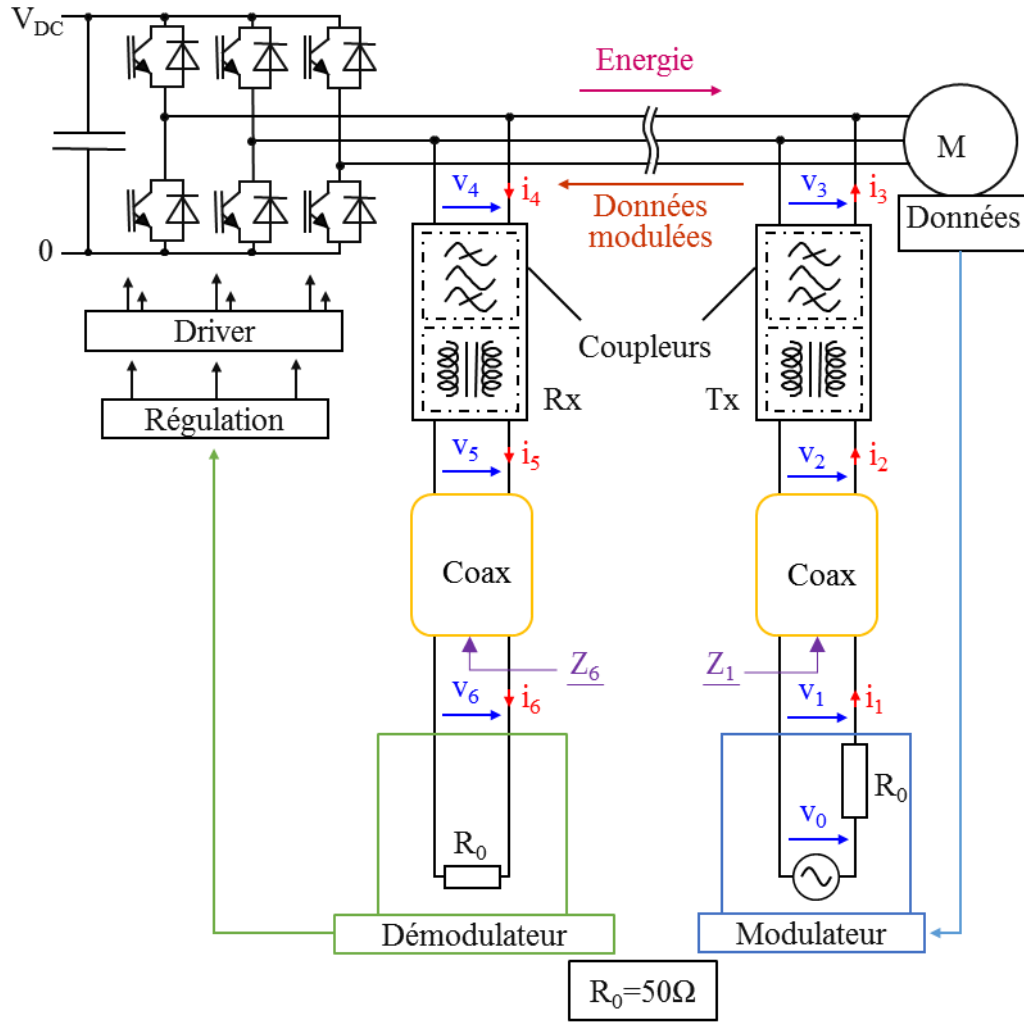 V_DC
Energie
M
v₄
i₄
v₃
i₃
Données
modulées
Données
0
Driver
Coupleurs
Rx
Tx
Régulation
v₅
i₅
v₂
i₂
Coax
Coax
Z₆
Z₁
v₆
i₆
v₁
i₁
R₀
v₀
R₀
Démodulateur
Modulateur
R₀=50Ω